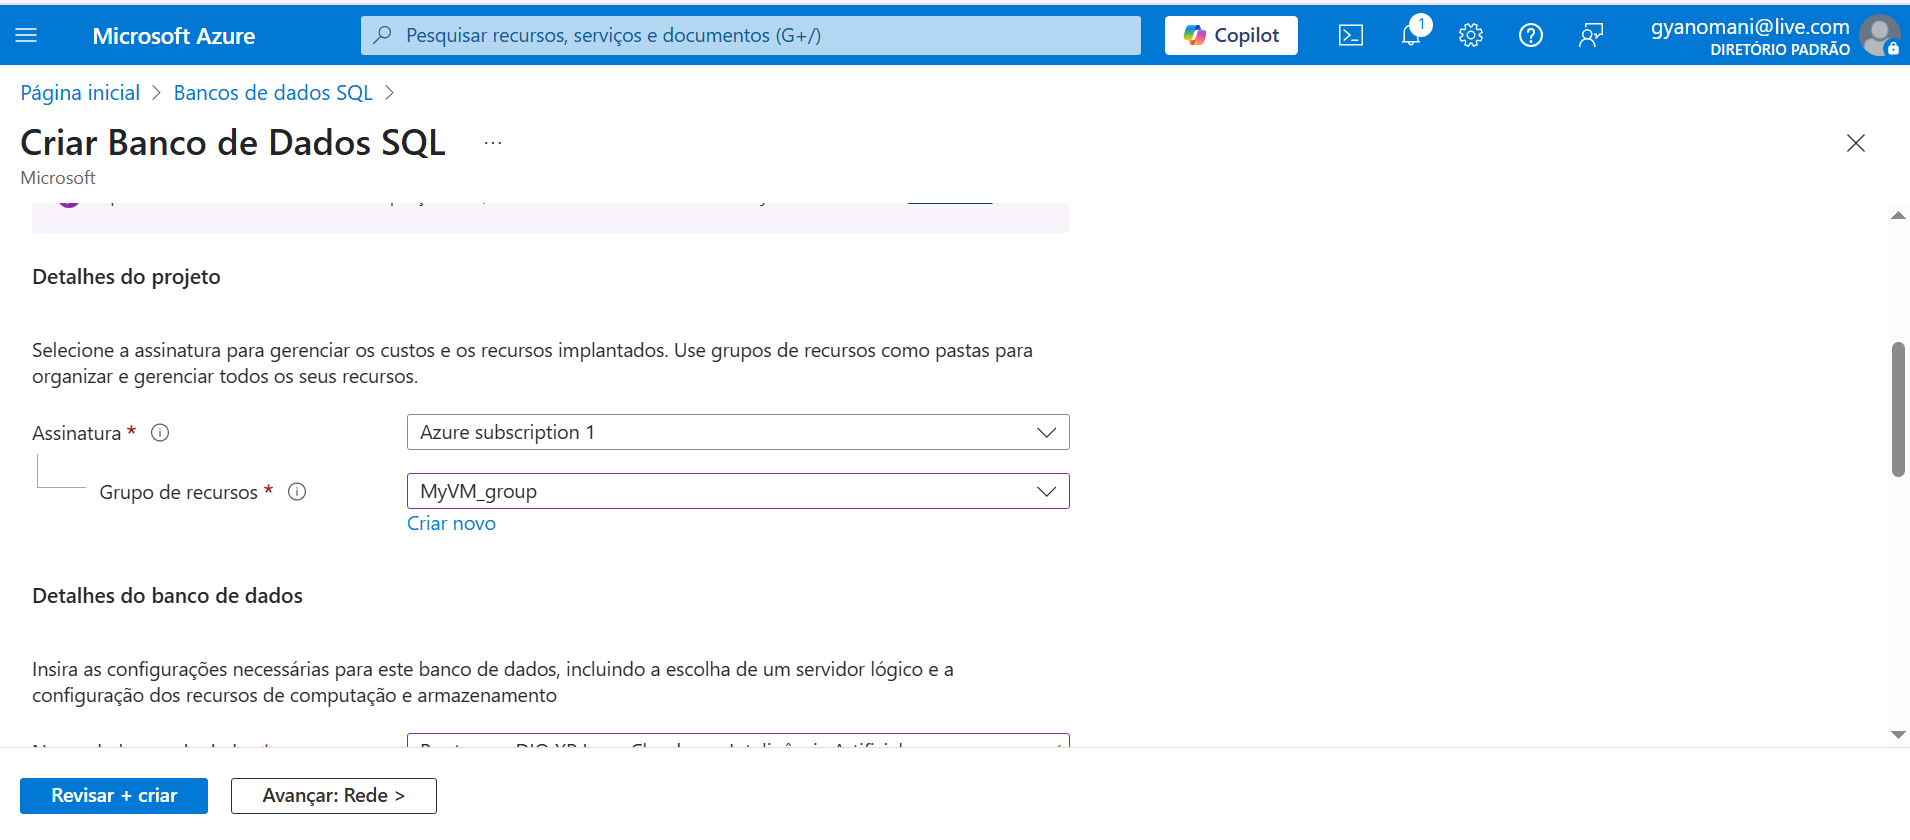 Microsoft Azure
Pesquisar recursos, serviços e documentos (G+/)
Copilot
1
gyanomani@live.com
DIRETÓRIO PADRÃO
Página inicial > Bancos de dados SQL >
Criar Banco de Dados SQL ...
Microsoft
Detalhes do projeto
Selecione a assinatura para gerenciar os custos e os recursos implantados. Use grupos de recursos como pastas para
organizar e gerenciar todos os seus recursos.
Assinatura *
Azure subscription 1
Grupo de recursos *
MyVM_group
Criar novo
Detalhes do banco de dados
Insira as configurações necessárias para este banco de dados, incluindo a escolha de um servidor lógico e a
configuração dos recursos de computação e armazenamento
Revisar + criar
Avançar: Rede >